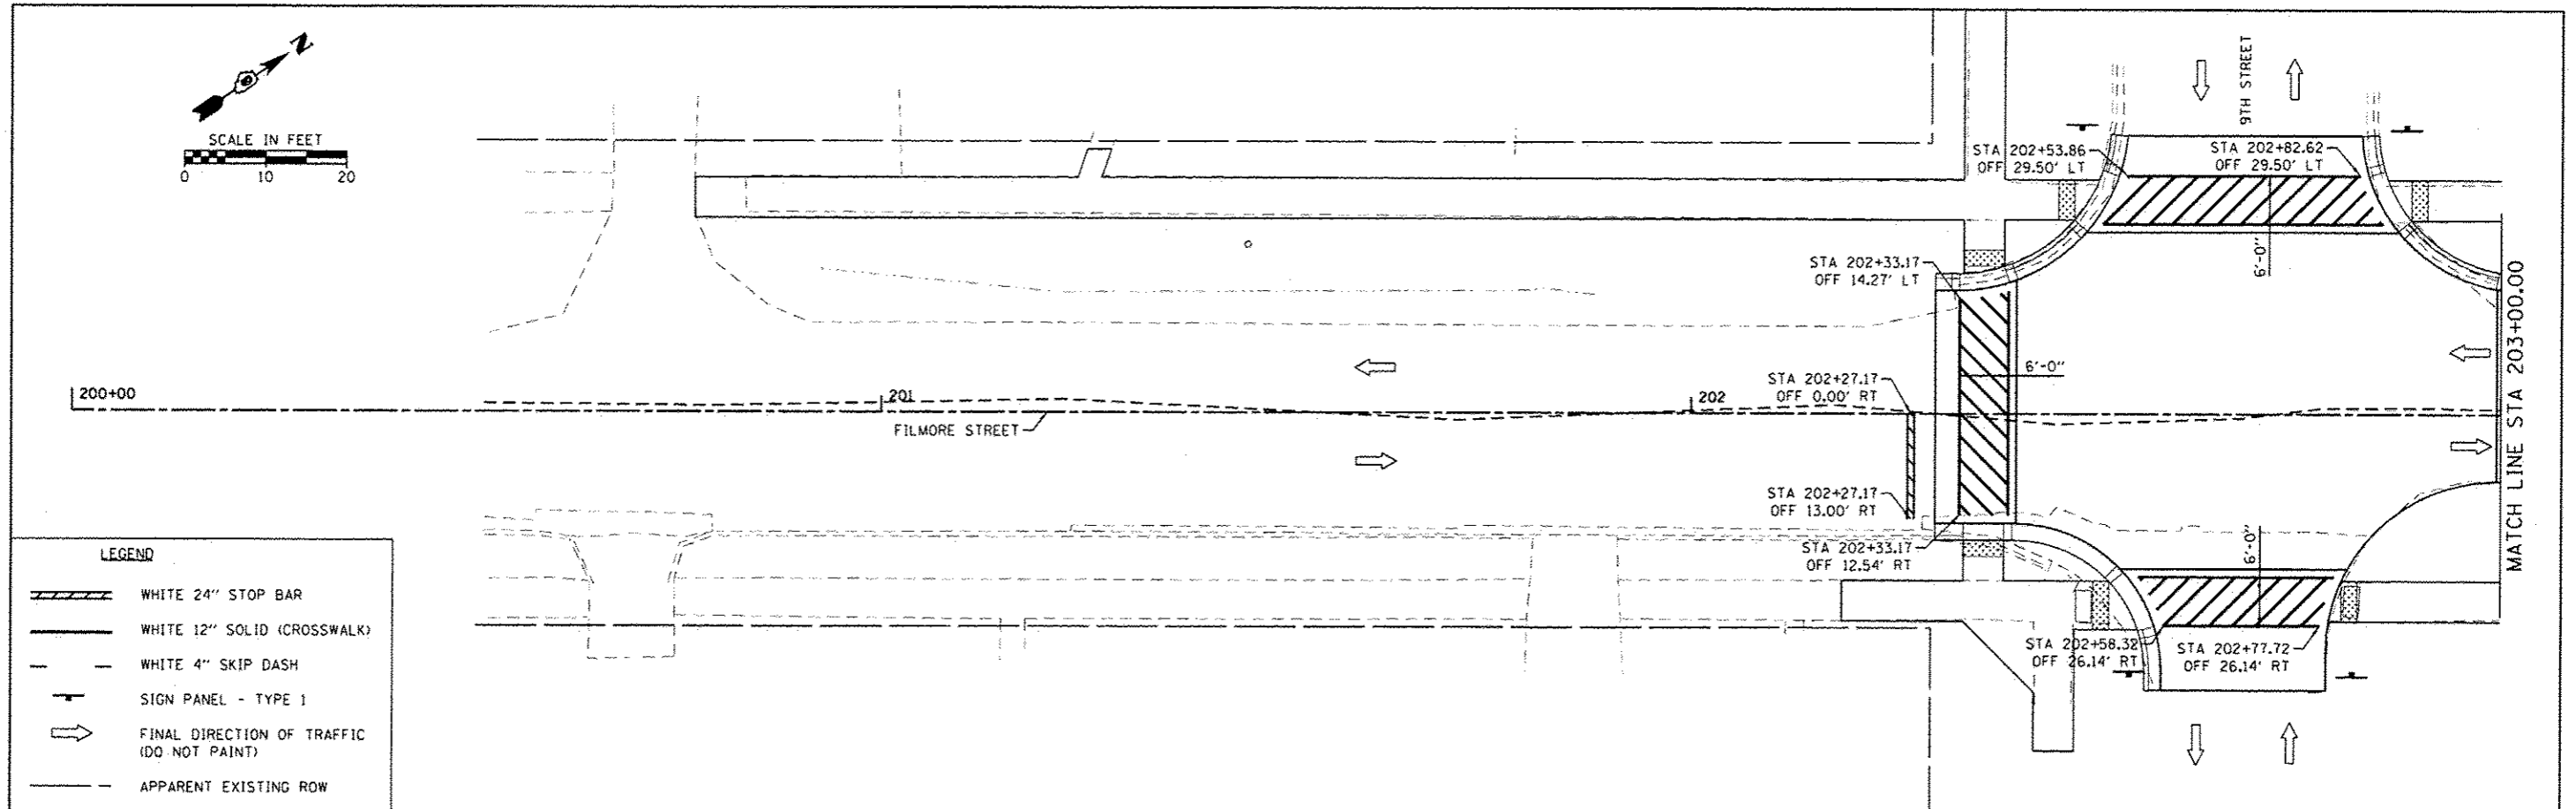 N
SCALE IN FEET
0 10 20
9TH STREET
STA 202+53.86
OFF 29.50' LT
STA 202+82.62
OFF 29.50' LT
6'-0"
STA 202+33.17
OFF 14.27' LT
6'-0"
200+00
201
202
STA 202+27.17
OFF 0.00' RT
FILMORE STREET
STA 202+27.17
OFF 13.00' RT
STA 202+33.17
OFF 12.54' RT
6'-0"
STA 202+58.32
OFF 26.14' RT
STA 202+77.72
OFF 26.14' RT
MATCH LINE STA 203+00.00
LEGEND
WHITE 24" STOP BAR
WHITE 12" SOLID (CROSSWALK)
WHITE 4" SKIP DASH
SIGN PANEL - TYPE 1
FINAL DIRECTION OF TRAFFIC
(DO NOT PAINT)
APPARENT EXISTING ROW